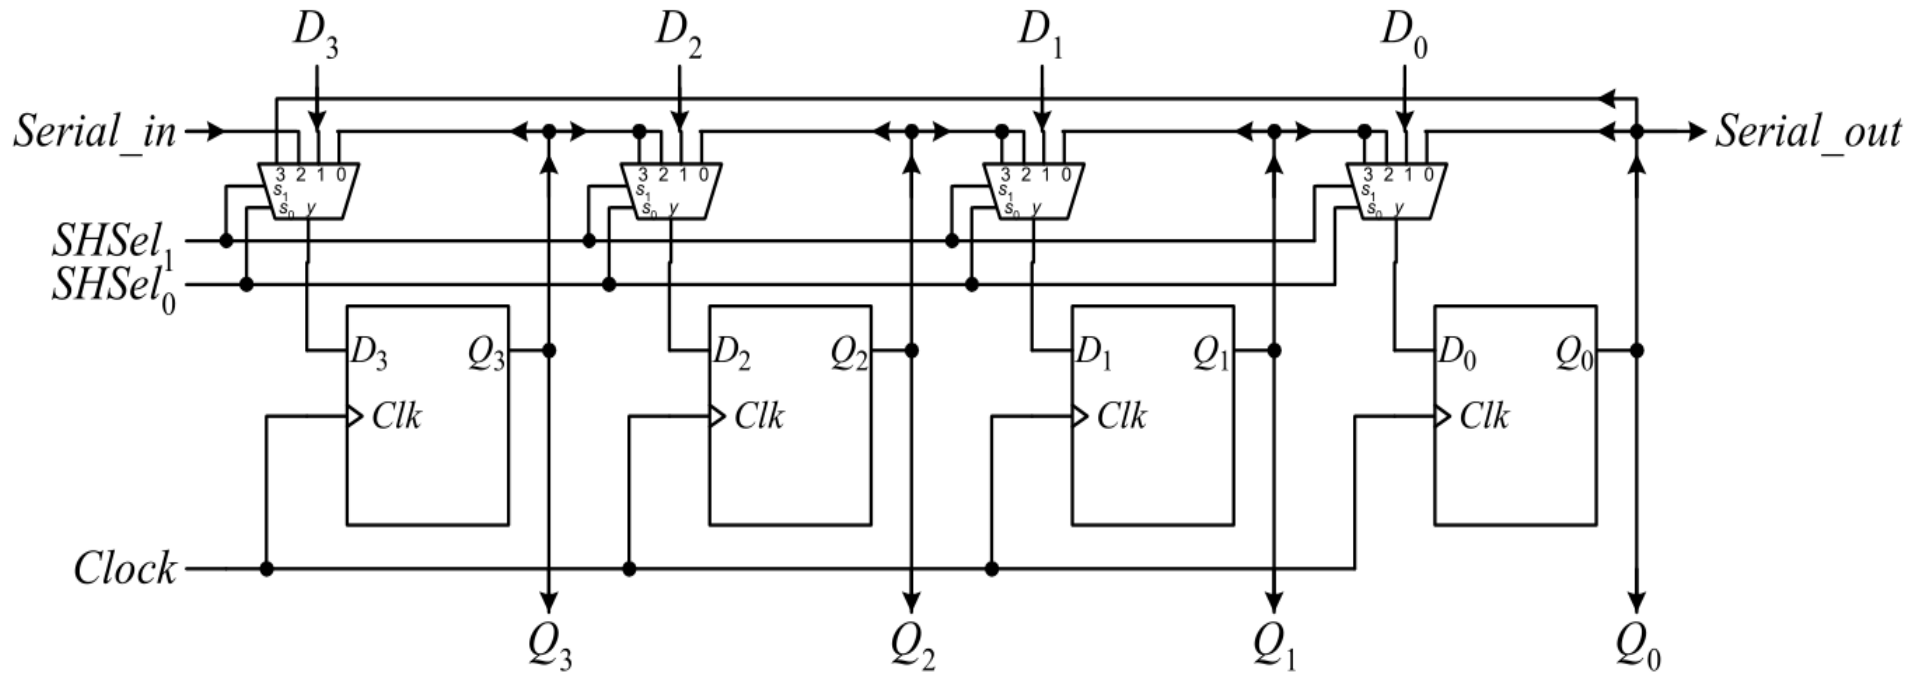 D3 D2 D1 D0
Serial_in Serial_out
3 2 1 0 3 2 1 0 3 2 1 0 3 2 1 0
s1 s1 s1 s1
s0 y s0 y s0 y s0 y
SHSel1
SHSel0
D3 Q3 D2 Q2 D1 Q1 D0 Q0
Clk Clk Clk Clk
Clock
Q3 Q2 Q1 Q0